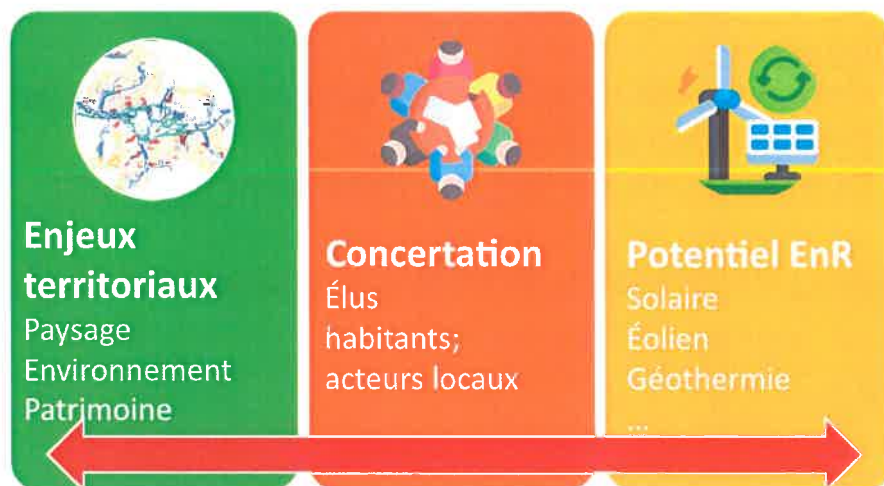 Enjeux
territoriaux
Paysage
Environnement
Patrimoine
Concertation
Élus
habitants;
acteurs locaux
Potentiel EnR
Solaire
Éolien
Géothermie
...